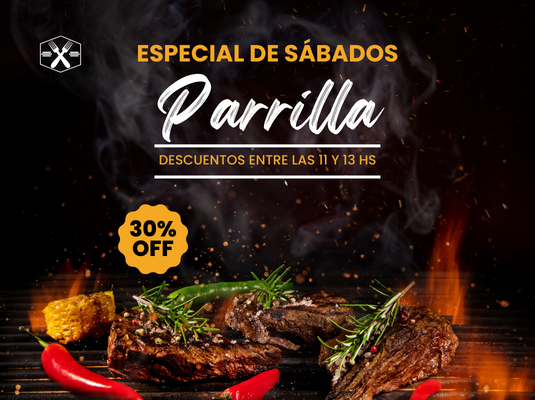 ESPECIAL DE SÁBADOS
Parrilla
DESCUENTOS ENTRE LAS 11 Y 13 HS
30%
OFF